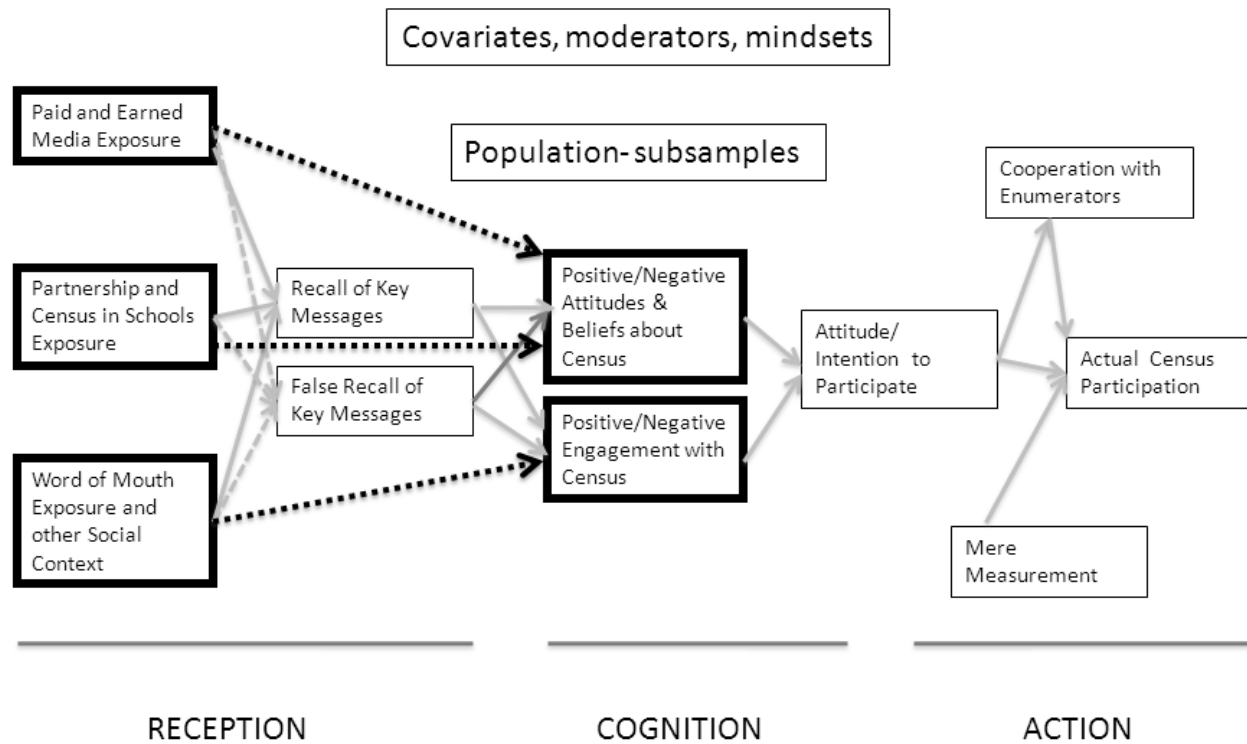 Covariates, moderators, mindsets
Paid and Earned
Media Exposure
Population-subsamples
Cooperation with
Enumerators
Partnership and
Census in Schools
Exposure
Recall of Key
Messages
Positive/Negative
Attitudes &
Beliefs about
Census
Attitude/
Intention to
Participate
Actual Census
Participation
False Recall of
Key Messages
Positive/Negative
Engagement with
Census
Word of Mouth
Exposure and
other Social
Context
Mere
Measurement
RECEPTION
COGNITION
ACTION